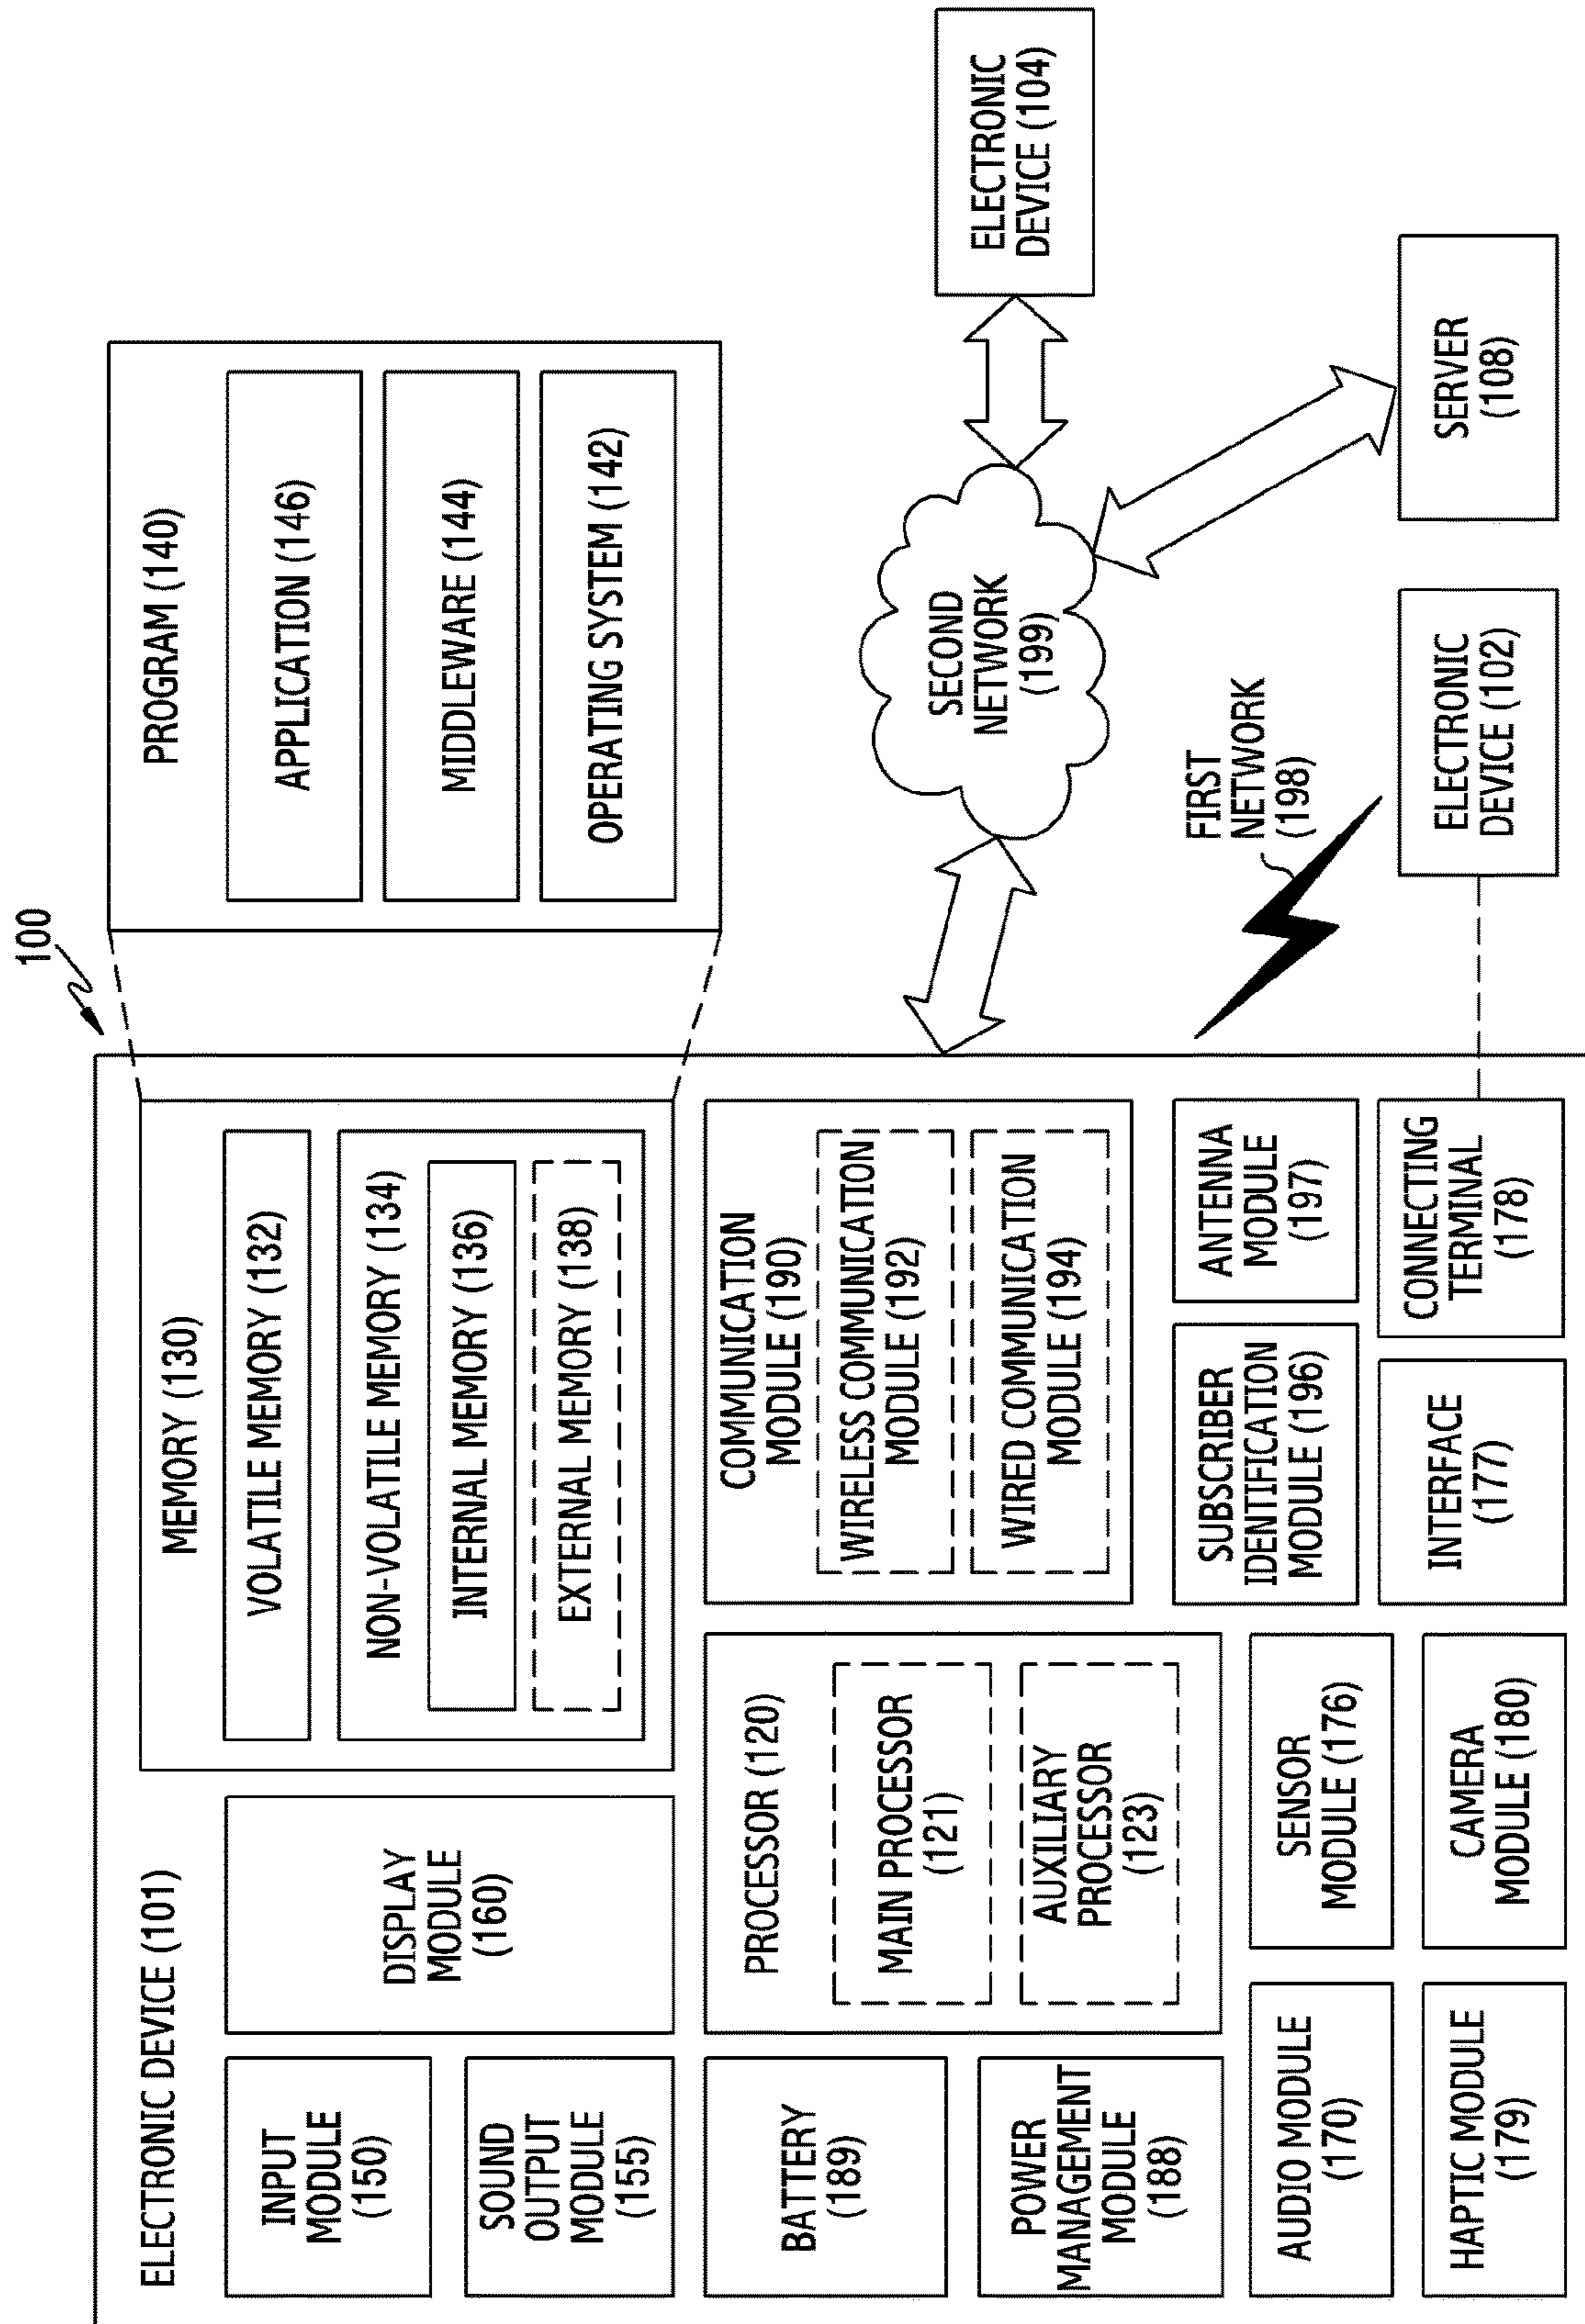 100
ELECTRONIC DEVICE (101)
INPUT
MODULE
(150)
SOUND
OUTPUT
MODULE
(155)
DISPLAY
MODULE
(160)
MEMORY (130)
VOLATILE MEMORY (132)
NON-VOLATILE MEMORY (134)
INTERNAL MEMORY (136)
EXTERNAL MEMORY (138)
PROGRAM (140)
APPLICATION (146)
MIDDLEWARE (144)
OPERATING SYSTEM (142)
BATTERY
(189)
POWER
MANAGEMENT
MODULE
(188)
PROCESSOR (120)
MAIN PROCESSOR
(121)
AUXILIARY
PROCESSOR
(123)
COMMUNICATION
MODULE (190)
WIRELESS COMMUNICATION
MODULE (192)
WIRED COMMUNICATION
MODULE (194)
SECOND
NETWORK
(199)
ELECTRONIC
DEVICE (104)
AUDIO MODULE
(170)
SENSOR
MODULE (176)
SUBSCRIBER
IDENTIFICATION
MODULE (196)
ANTENNA
MODULE
(197)
FIRST
NETWORK
(198)
HAPTIC MODULE
(179)
CAMERA
MODULE (180)
INTERFACE
(177)
CONNECTING
TERMINAL
(178)
ELECTRONIC
DEVICE (102)
SERVER
(108)